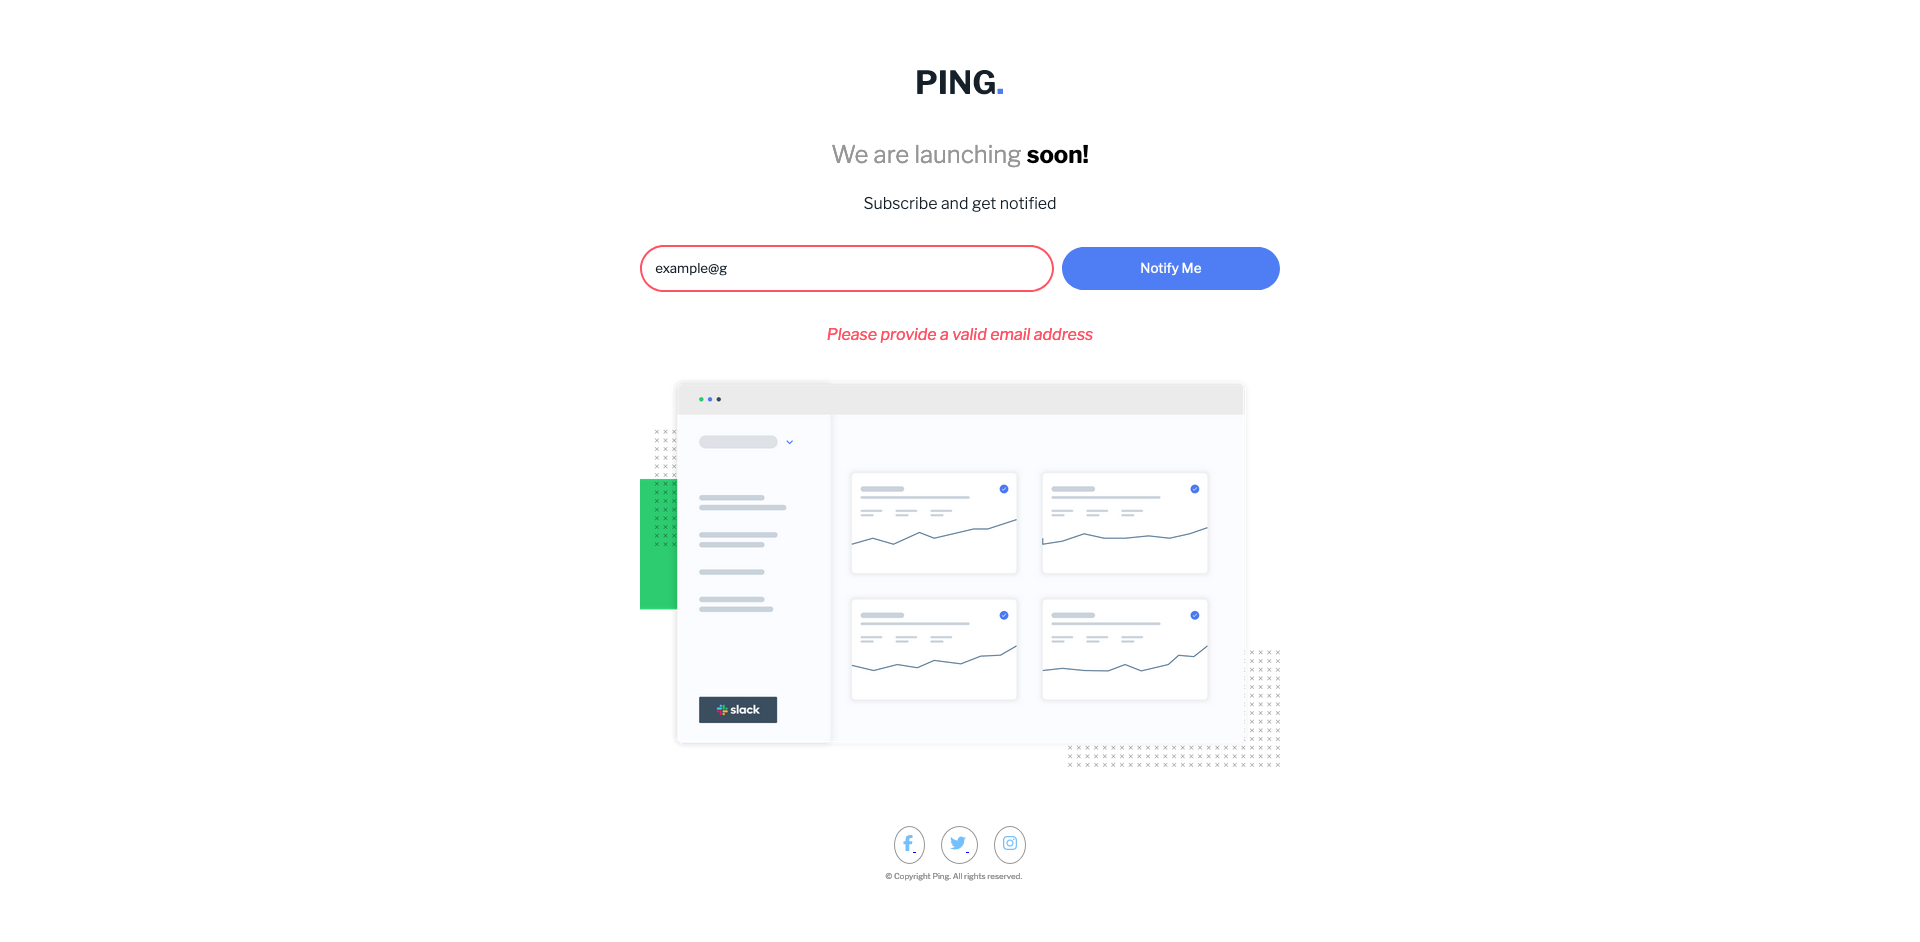 PING.
We are launching soon!
Subscribe and get notified
example@g
Notify Me
Please provide a valid email address
slack
© Copyright Ping. All rights reserved.